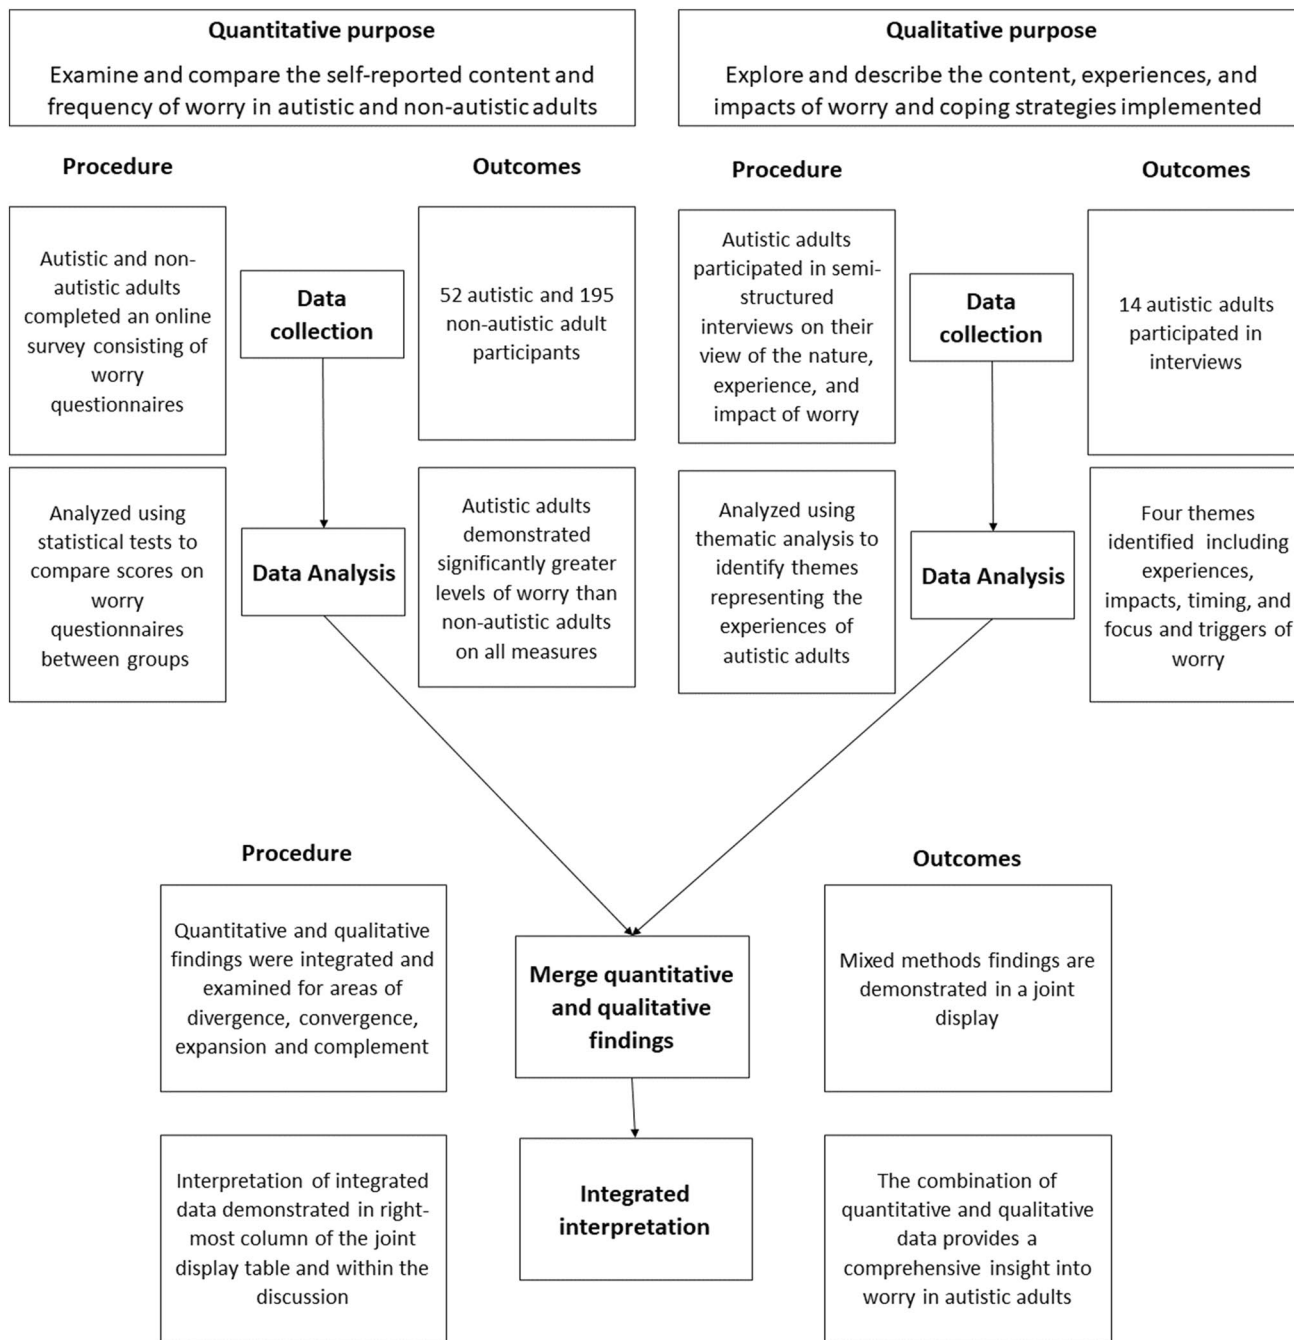 Quantitative purpose
Examine and compare the self-reported content and
frequency of worry in autistic and non-autistic adults
Qualitative purpose
Explore and describe the content, experiences, and
impacts of worry and coping strategies implemented
Procedure
Outcomes
Autistic and non-
autistic adults
completed an online
survey consisting of
worry
questionnaires
Data
collection
52 autistic and 195
non-autistic adult
participants
Analyzed using
statistical tests to
compare scores on
worry
questionnaires
between groups
Data Analysis
Autistic adults
demonstrated
significantly greater
levels of worry than
non-autistic adults
on all measures
Procedure
Outcomes
Autistic adults
participated in semi-
structured
interviews on their
view of the nature,
experience, and
impact of worry
Data
collection
14 autistic adults
participated in
interviews
Analyzed using
thematic analysis to
identify themes
representing the
experiences of
autistic adults
Data Analysis
Four themes
identified including
experiences,
impacts, timing, and
focus and triggers of
worry
Procedure
Outcomes
Quantitative and qualitative
findings were integrated and
examined for areas of
divergence, convergence,
expansion and complement
Merge quantitative
and qualitative
findings
Mixed methods findings are
demonstrated in a joint
display
Interpretation of integrated
data demonstrated in right-
most column of the joint
display table and within the
discussion
Integrated
interpretation
The combination of
quantitative and qualitative
data provides a
comprehensive insight into
worry in autistic adults